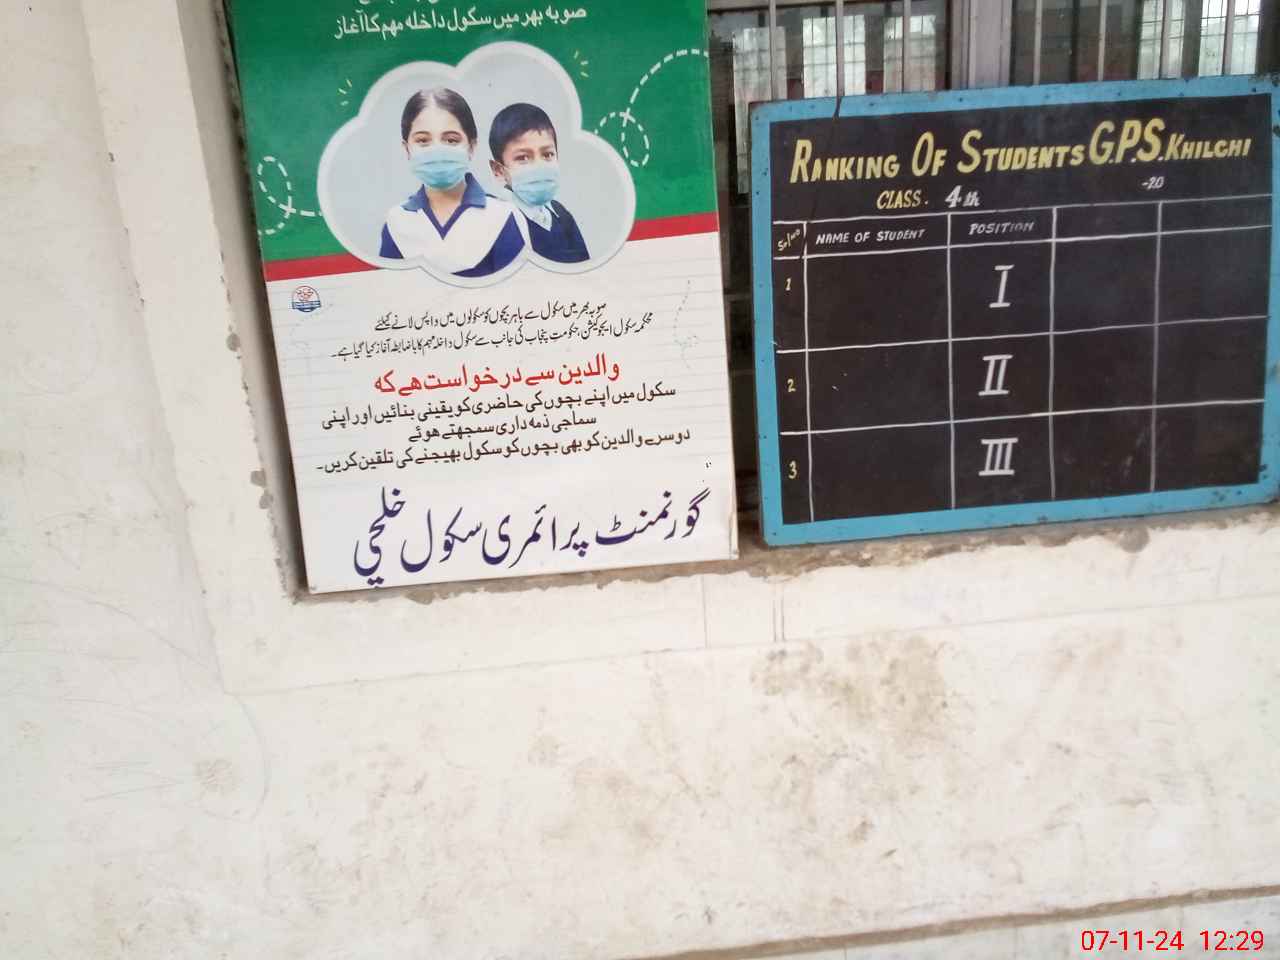 صوبہ بھر میں سکول داخلہ مہم کا آغاز
صوبہ بھر میں سکول سے باہر بچوں کو سکولوں میں واپس لانے کیلئے
محکمہ سکول ایجوکیشن، حکومتِ پنجاب کی جانب سے سکول داخلہ مہم کا باضابطہ آغاز کیا گیا ہے۔
والدین سے درخواست ہے کہ
سکول میں اپنے بچوں کی حاضری کو یقینی بنائیں اور اپنی
سماجی ذمہ داری سمجھتے ہوئے
دوسرے والدین کو بھی بچوں کو سکول بھیجنے کی تلقین کریں۔
گورنمنٹ پرائمری سکول خلچی
RANKING OF STUDENTS G.P.S. KHILCHI
CLASS. 4th -20
Sr/No NAME OF STUDENT POSITION
1 I
2 II
3 III
07-11-24 12:29